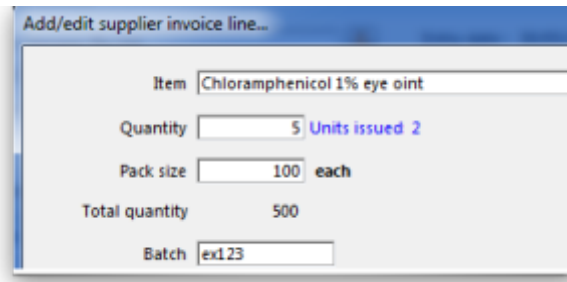 Add/edit supplier invoice line...
Item Chloramphenicol 1% eye oint
Quantity 5 Units issued 2
Pack size 100 each
Total quantity 500
Batch ex123